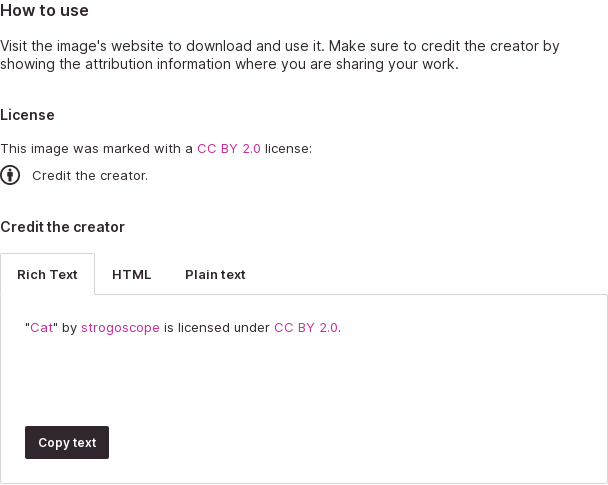 How to use
Visit the image's website to download and use it. Make sure to credit the creator by
showing the attribution information where you are sharing your work.
License
This image was marked with a CC BY 2.0 license:
Credit the creator.
Credit the creator
Rich Text HTML Plain text
"Cat" by strogoscope is licensed under CC BY 2.0.
Copy text